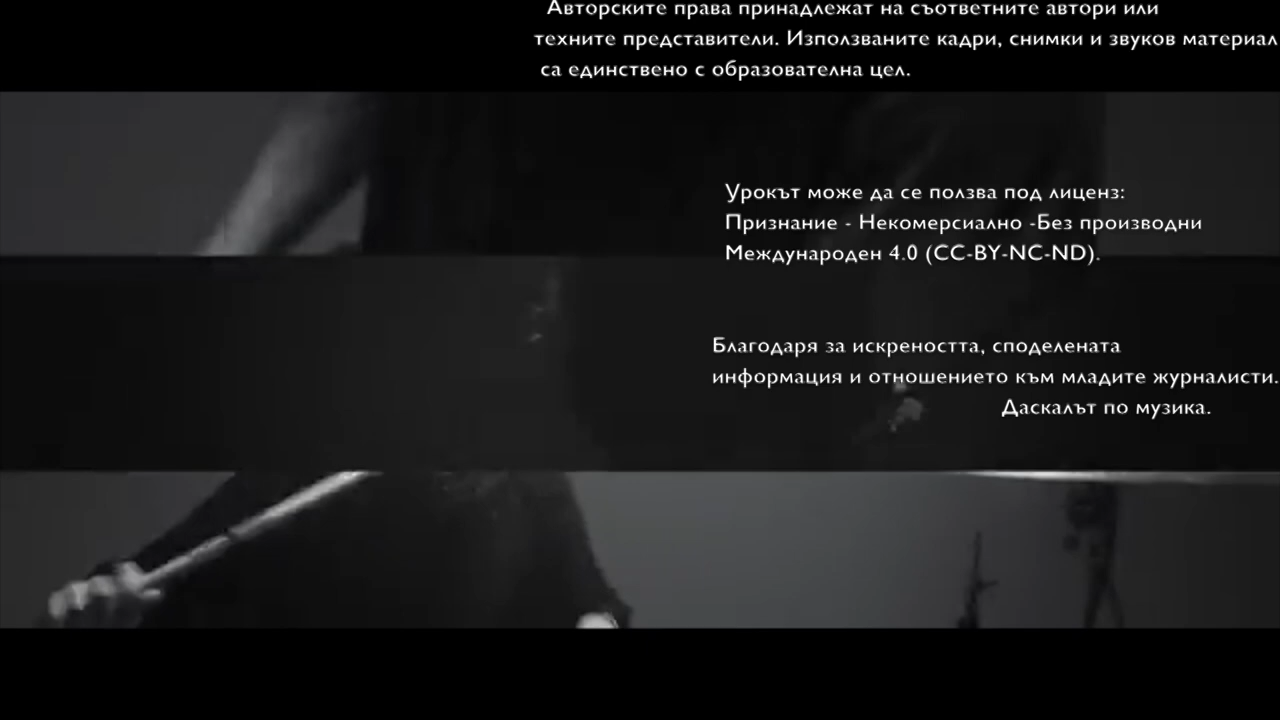 Авторските права принадлежат на съответните автори или
техните представители. Използваните кадри, снимки и звуков материал
са единствено с образователна цел.
Урокът може да се ползва под лиценз:
Признание - Некомерсиално -Без производни
Международен 4.0 (CC-BY-NC-ND).
Благодаря за искреността, споделената
информация и отношението към младите журналисти.
Даскалът по музика.